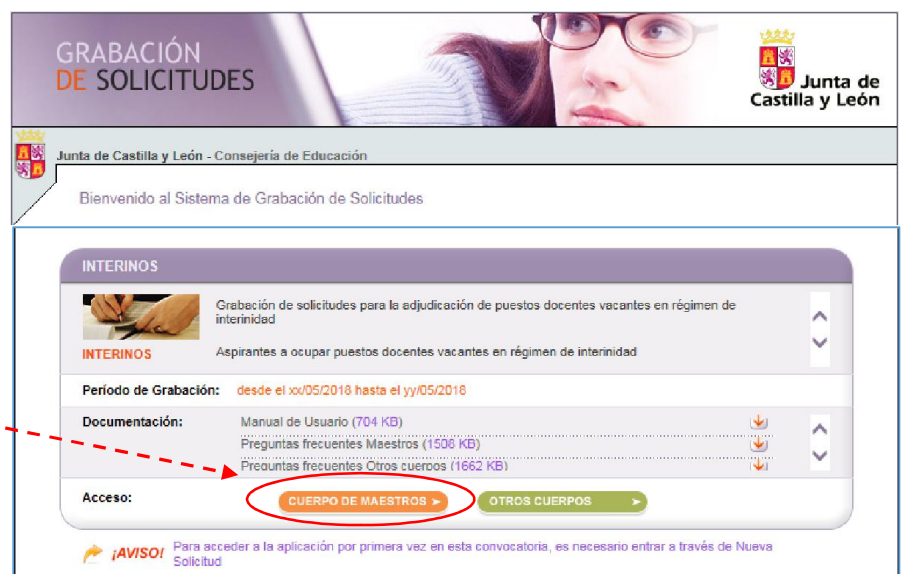 GRABACIÓN
DE SOLICITUDES
Junta de
Castilla y León
Junta de Castilla y León - Consejería de Educación
Bienvenido al Sistema de Grabación de Solicitudes
INTERINOS
Grabación de solicitudes para la adjudicación de puestos docentes vacantes en régimen de
interinidad
INTERINOS
Aspirantes a ocupar puestos docentes vacantes en régimen de interinidad
Período de Grabación: desde el xx/05/2018 hasta el yy/05/2018
Documentación: Manual de Usuario (704 KB)
Preguntas frecuentes Maestros (1508 KB)
Preguntas frecuentes Otros cuerpos (1662 KB)
Acceso: CUERPO DE MAESTROS > OTROS CUERPOS >
¡AVISO! Para acceder a la aplicación por primera vez en esta convocatoria, es necesario entrar a través de Nueva
Solicitud